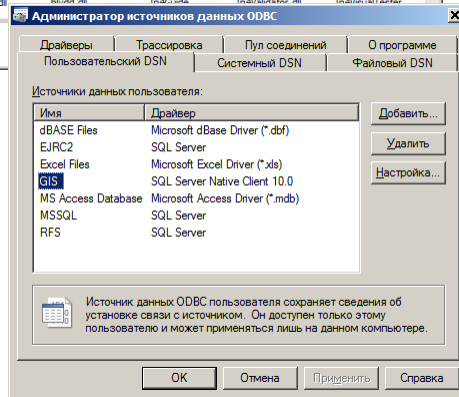 Администратор источников данных ODBC
Драйверы Трассировка Пул соединений О программе
Пользовательский DSN Системный DSN Файловый DSN
Источники данных пользователя:
Имя Драйвер
dBASE Files Microsoft dBase Driver (*.dbf)
EJRC2 SQL Server
Excel Files Microsoft Excel Driver (*.xls)
GIS SQL Server Native Client 10.0
MS Access Database Microsoft Access Driver (*.mdb)
MSSQL SQL Server
RFS SQL Server
Добавить...
Удалить
Настройка...
Источник данных ODBC пользователя сохраняет сведения об
установке связи с источником. Он доступен только этому
пользователю и может применяться лишь на данном компьютере.
OK Отмена Применить Справка